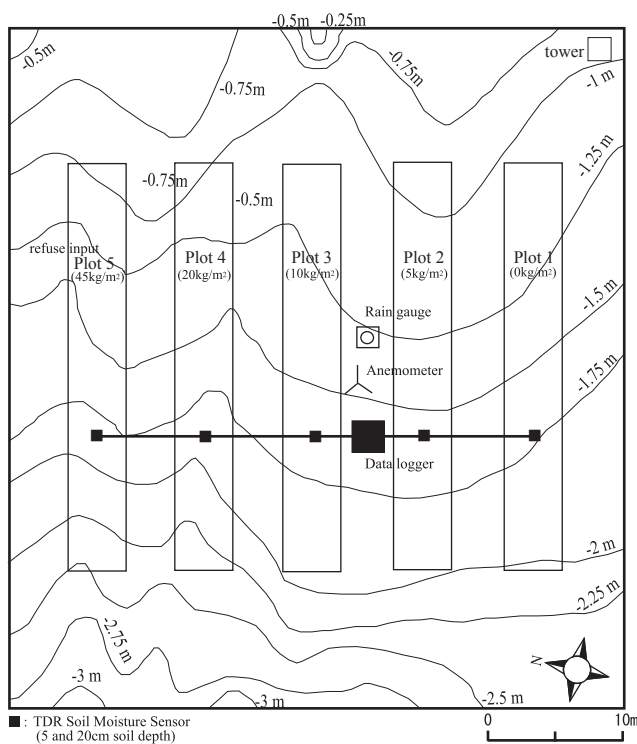 -0.5m -0.25m
-0.5m
-0.75m
tower
-1 m
-0.75m
-1.25 m
-0.75m
-0.5m
refuse input
Plot 5
(45kg/m²)
Plot 4
(20kg/m²)
Plot 3
(10kg/m²)
Plot 2
(5kg/m²)
Plot 1
(0kg/m²)
-1.5 m
Rain gauge
-1.75 m
Anemometer
Data logger
-2 m
-2.25 m
-2.75 m
N
-3 m
-3 m
-2.5 m
: TDR Soil Moisture Sensor
(5 and 20cm soil depth)
0 10m